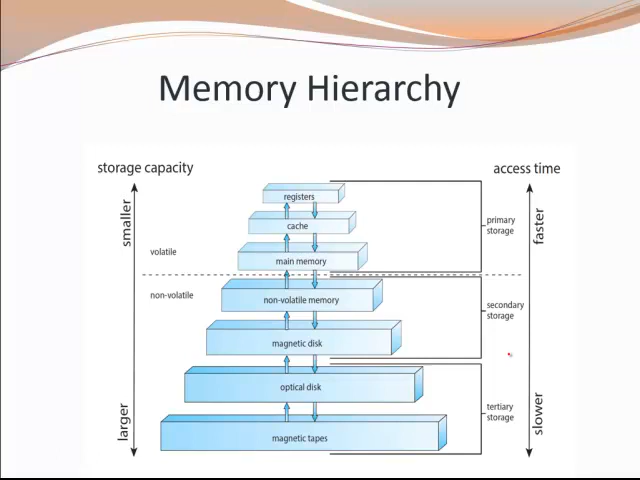 Memory Hierarchy
storage capacity
access time
smaller
faster
registers
cache
primary
storage
volatile
main memory
non-volatile
non-volatile memory
secondary
storage
magnetic disk
optical disk
larger
slower
tertiary
storage
magnetic tapes